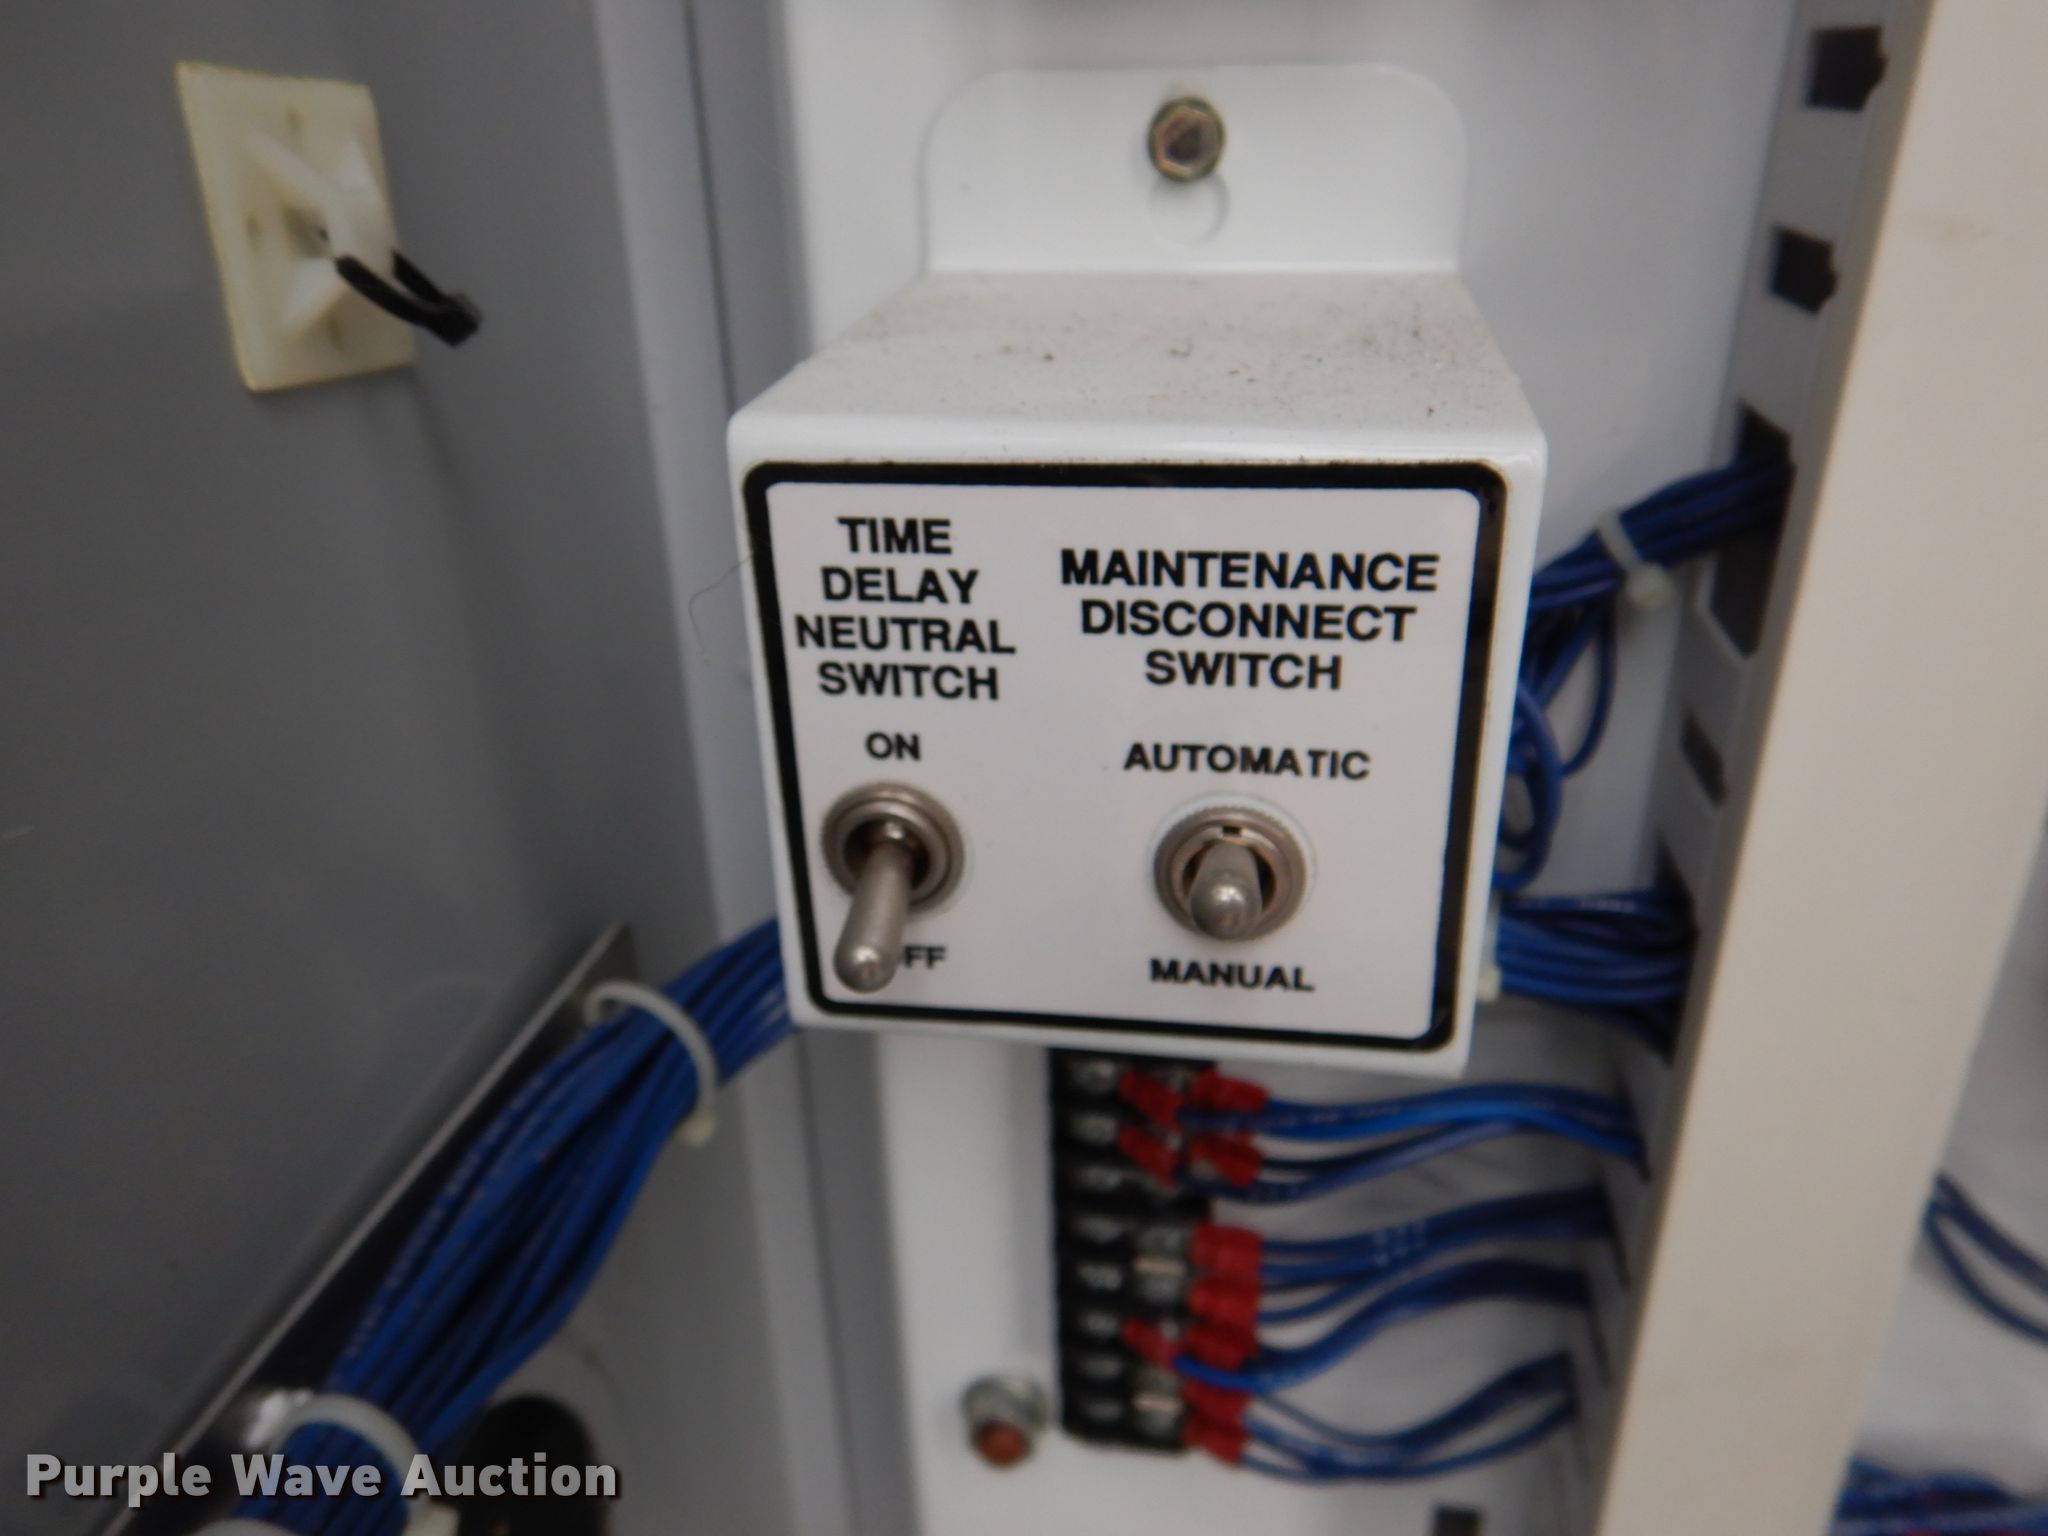 TIME
DELAY
NEUTRAL
SWITCH
ON
MAINTENANCE
DISCONNECT
SWITCH
AUTOMATIC
MANUAL
Purple Wave Auction